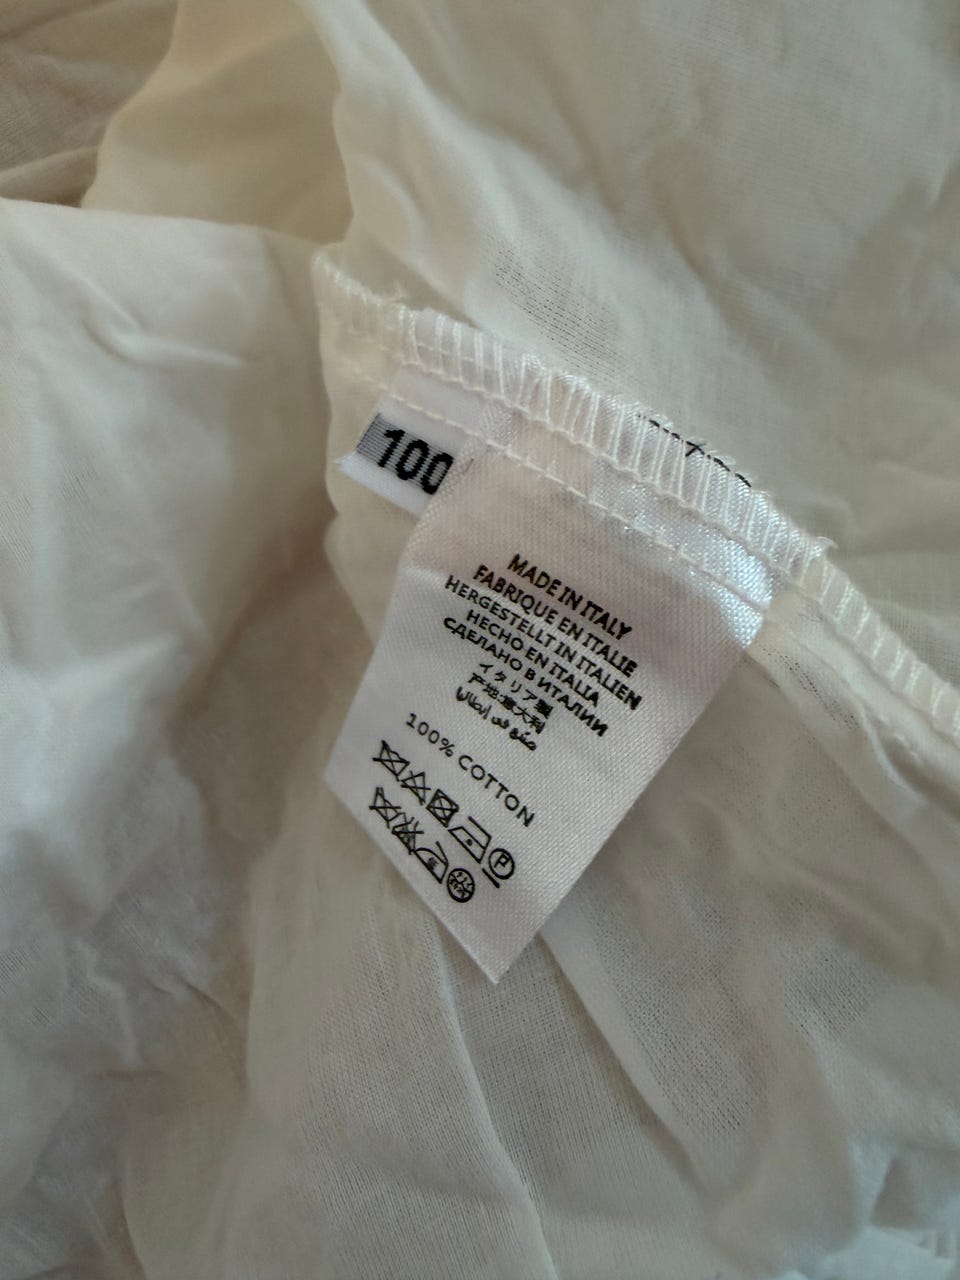 100
MADE IN ITALY
FABRIQUE EN ITALIE
HERGESTELLT IN ITALIEN
HECHO EN ITALIA
СДЕЛАНО В ИТАЛИИ
イタリア製
产地意大利
صنع في إيطاليا
100% COTTON
P